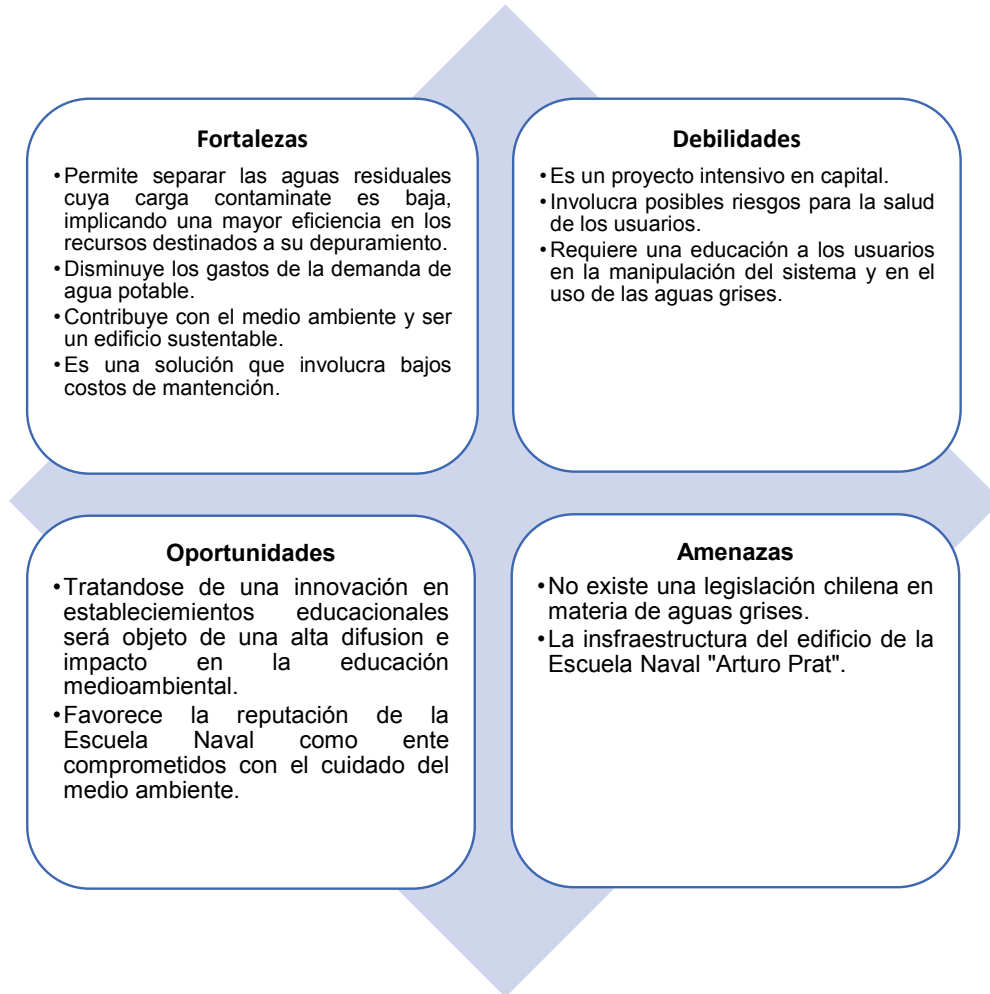 Fortalezas
•Permite separar las aguas residuales
cuya carga contaminate es baja,
implicando una mayor eficiencia en los
recursos destinados a su depuramiento.
•Disminuye los gastos de la demanda de
agua potable.
•Contribuye con el medio ambiente y ser
un edificio sustentable.
•Es una solución que involucra bajos
costos de mantención.
Debilidades
•Es un proyecto intensivo en capital.
•Involucra posibles riesgos para la salud
de los usuarios.
•Requiere una educación a los usuarios
en la manipulación del sistema y en el
uso de las aguas grises.
Oportunidades
•Tratandose de una innovación en
estableciemientos educacionales
será objeto de una alta difusion e
impacto en la educación
medioambiental.
•Favorece la reputación de la
Escuela Naval como ente
comprometidos con el cuidado del
medio ambiente.
Amenazas
•No existe una legislación chilena en
materia de aguas grises.
•La insfraestructura del edificio de la
Escuela Naval "Arturo Prat".